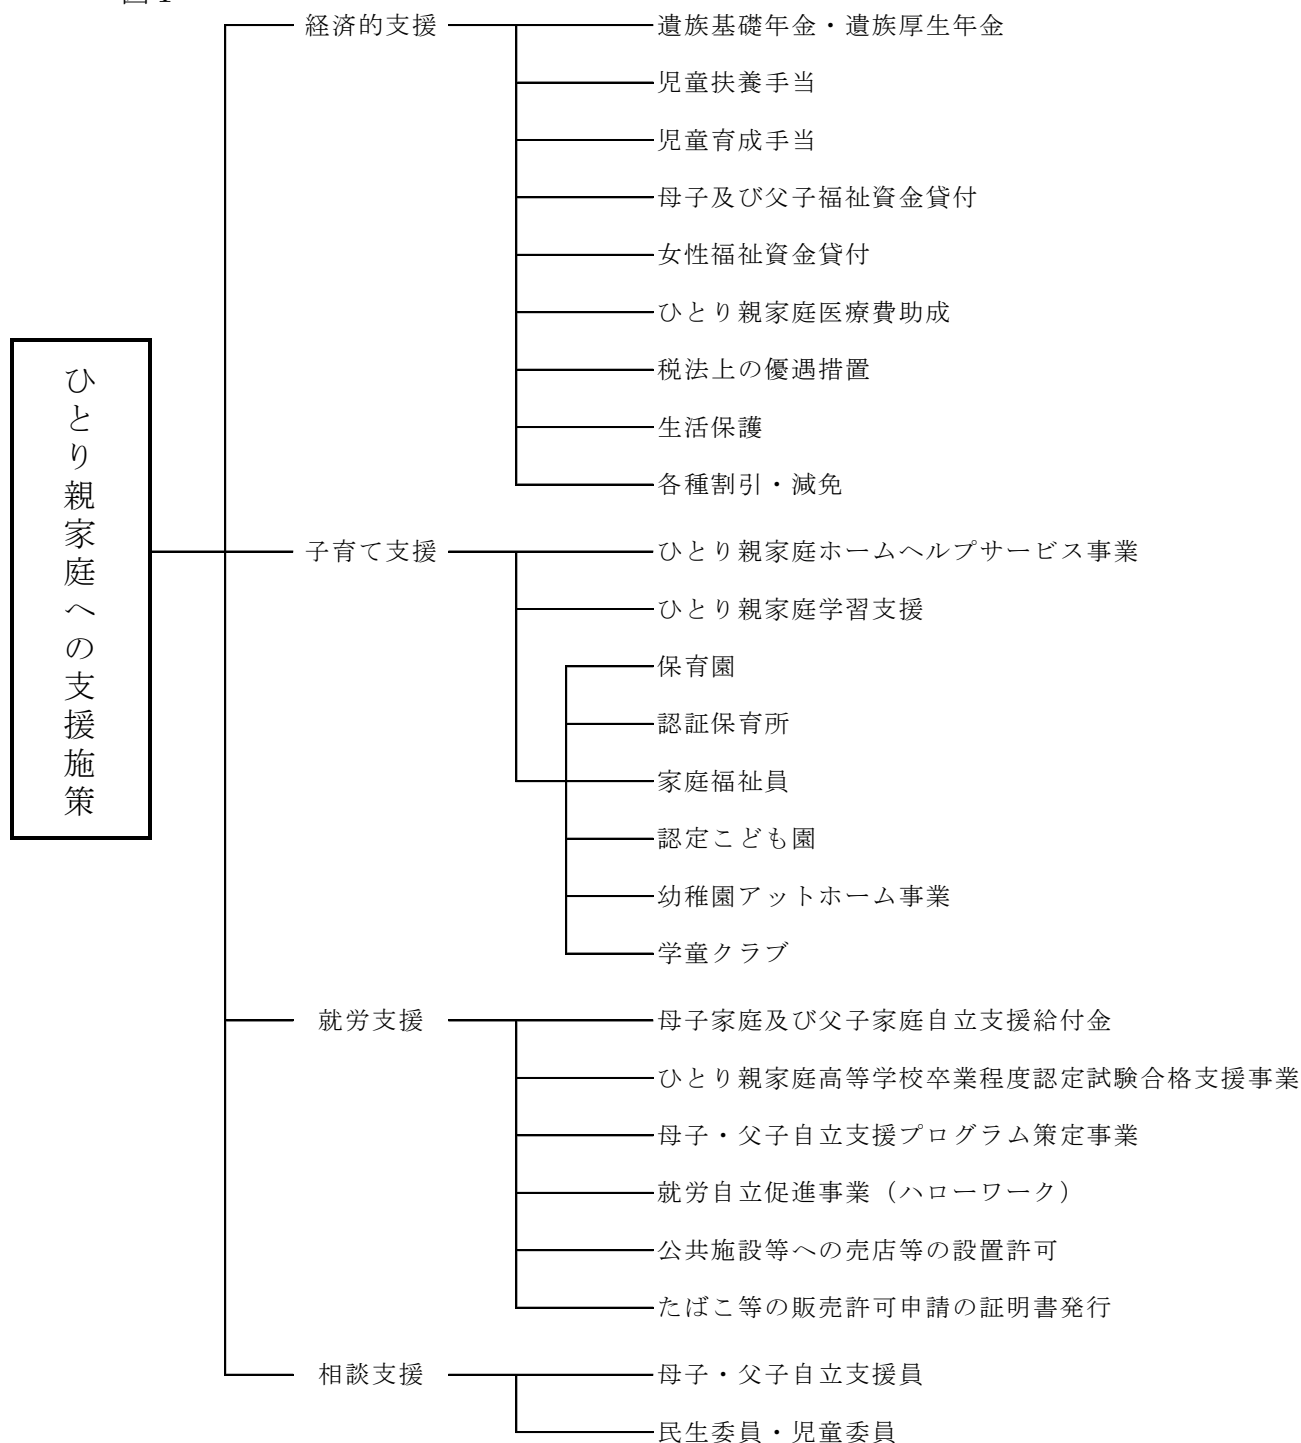 経済的支援
遺族基礎年金・遺族厚生年金
児童扶養手当
児童育成手当
母子及び父子福祉資金貸付
女性福祉資金貸付
ひとり親家庭医療費助成
税法上の優遇措置
生活保護
各種割引・減免
ひとり親家庭への支援施策
子育て支援
ひとり親家庭ホームヘルプサービス事業
ひとり親家庭学習支援
保育園
認証保育所
家庭福祉員
認定こども園
幼稚園アットホーム事業
学童クラブ
就労支援
母子家庭及び父子家庭自立支援給付金
ひとり親家庭高等学校卒業程度認定試験合格支援事業
母子・父子自立支援プログラム策定事業
就労自立促進事業（ハローワーク）
公共施設等への売店等の設置許可
たばこ等の販売許可申請の証明書発行
相談支援
母子・父子自立支援員
民生委員・児童委員